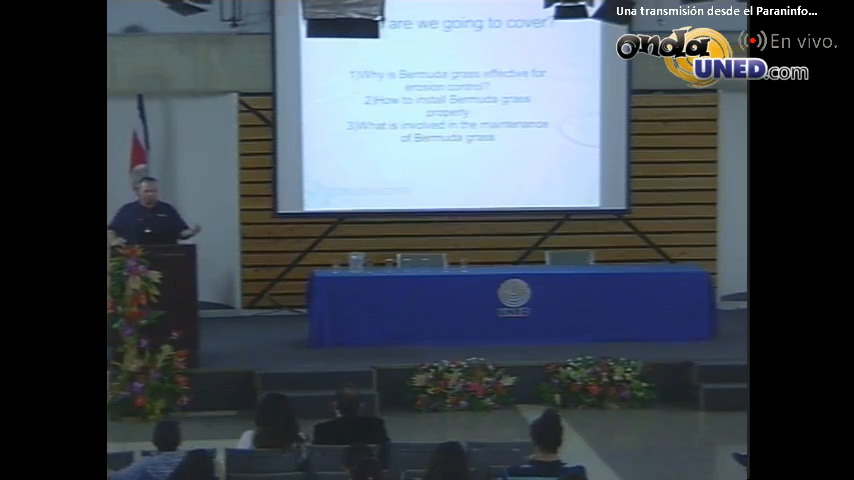 Una transmisión desde el Paraninfo...
onda UNED.com
En vivo.
are we going to cover?
1)Why is Bermuda grass effective for
erosion control?
2)How to install Bermuda grass
properly
3)What is involved in the maintenance
of Bermuda grass
UNED